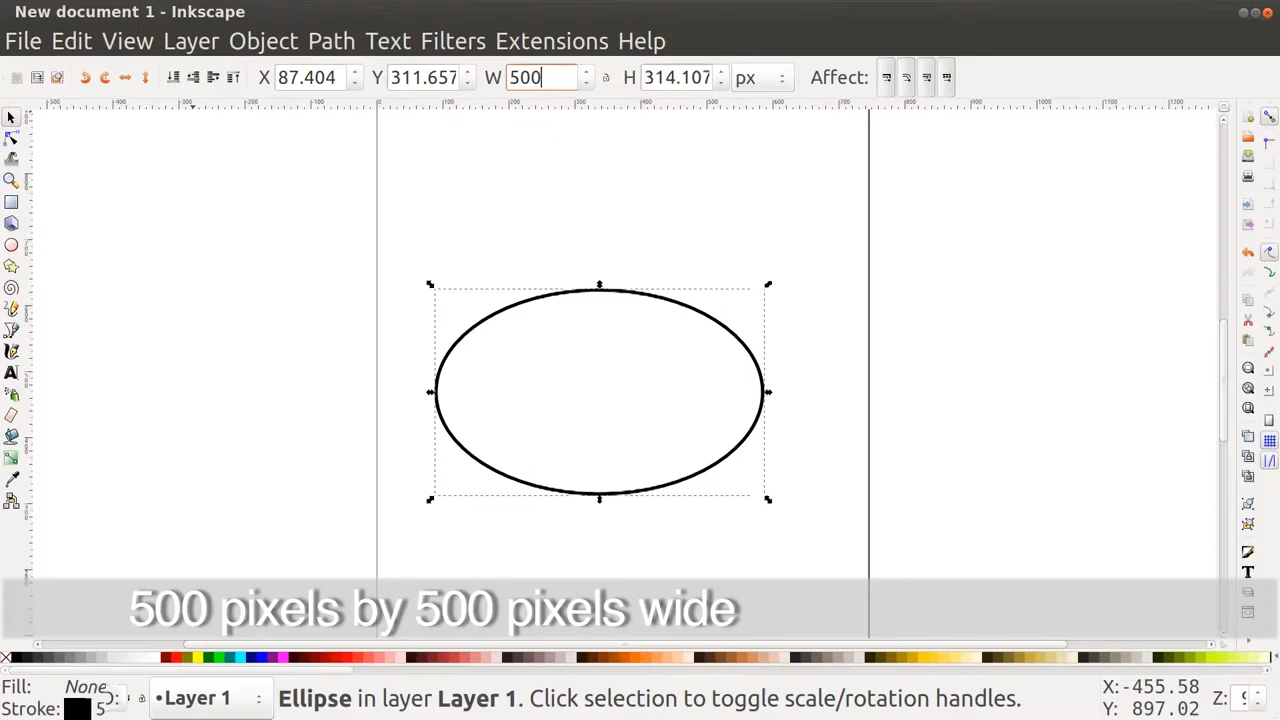 New document 1 - Inkscape
File Edit View Layer Object Path Text Filters Extensions Help
X 87.404 Y 311.657 W 500 H 314.107 px Affect:
500 pixels by 500 pixels wide
Fill: None
Stroke: 5
•Layer 1
Ellipse in layer Layer 1. Click selection to toggle scale/rotation handles.
X:-455.58
Y: 897.02
Z: